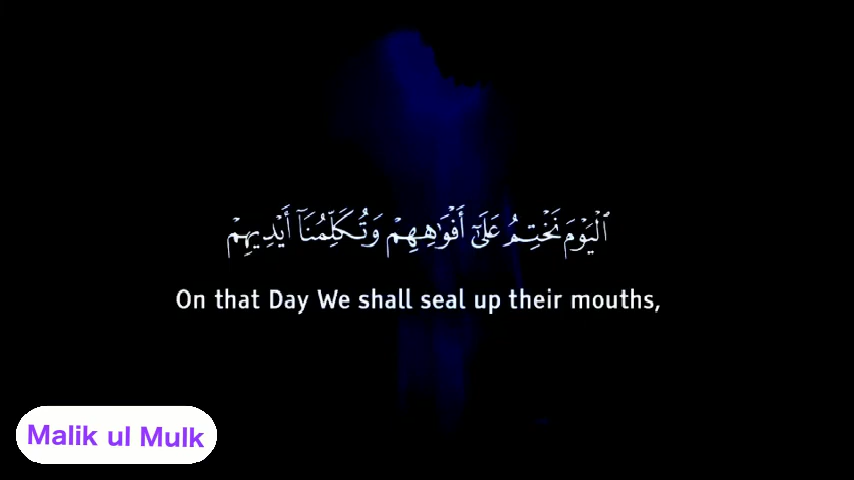 ٱلْيَوْمَ نَخْتِمُ عَلَىٰٓ أَفْوَٰهِهِمْ وَتُكَلِّمُنَآ أَيْدِيهِمْ
On that Day We shall seal up their mouths,
Malik ul Mulk